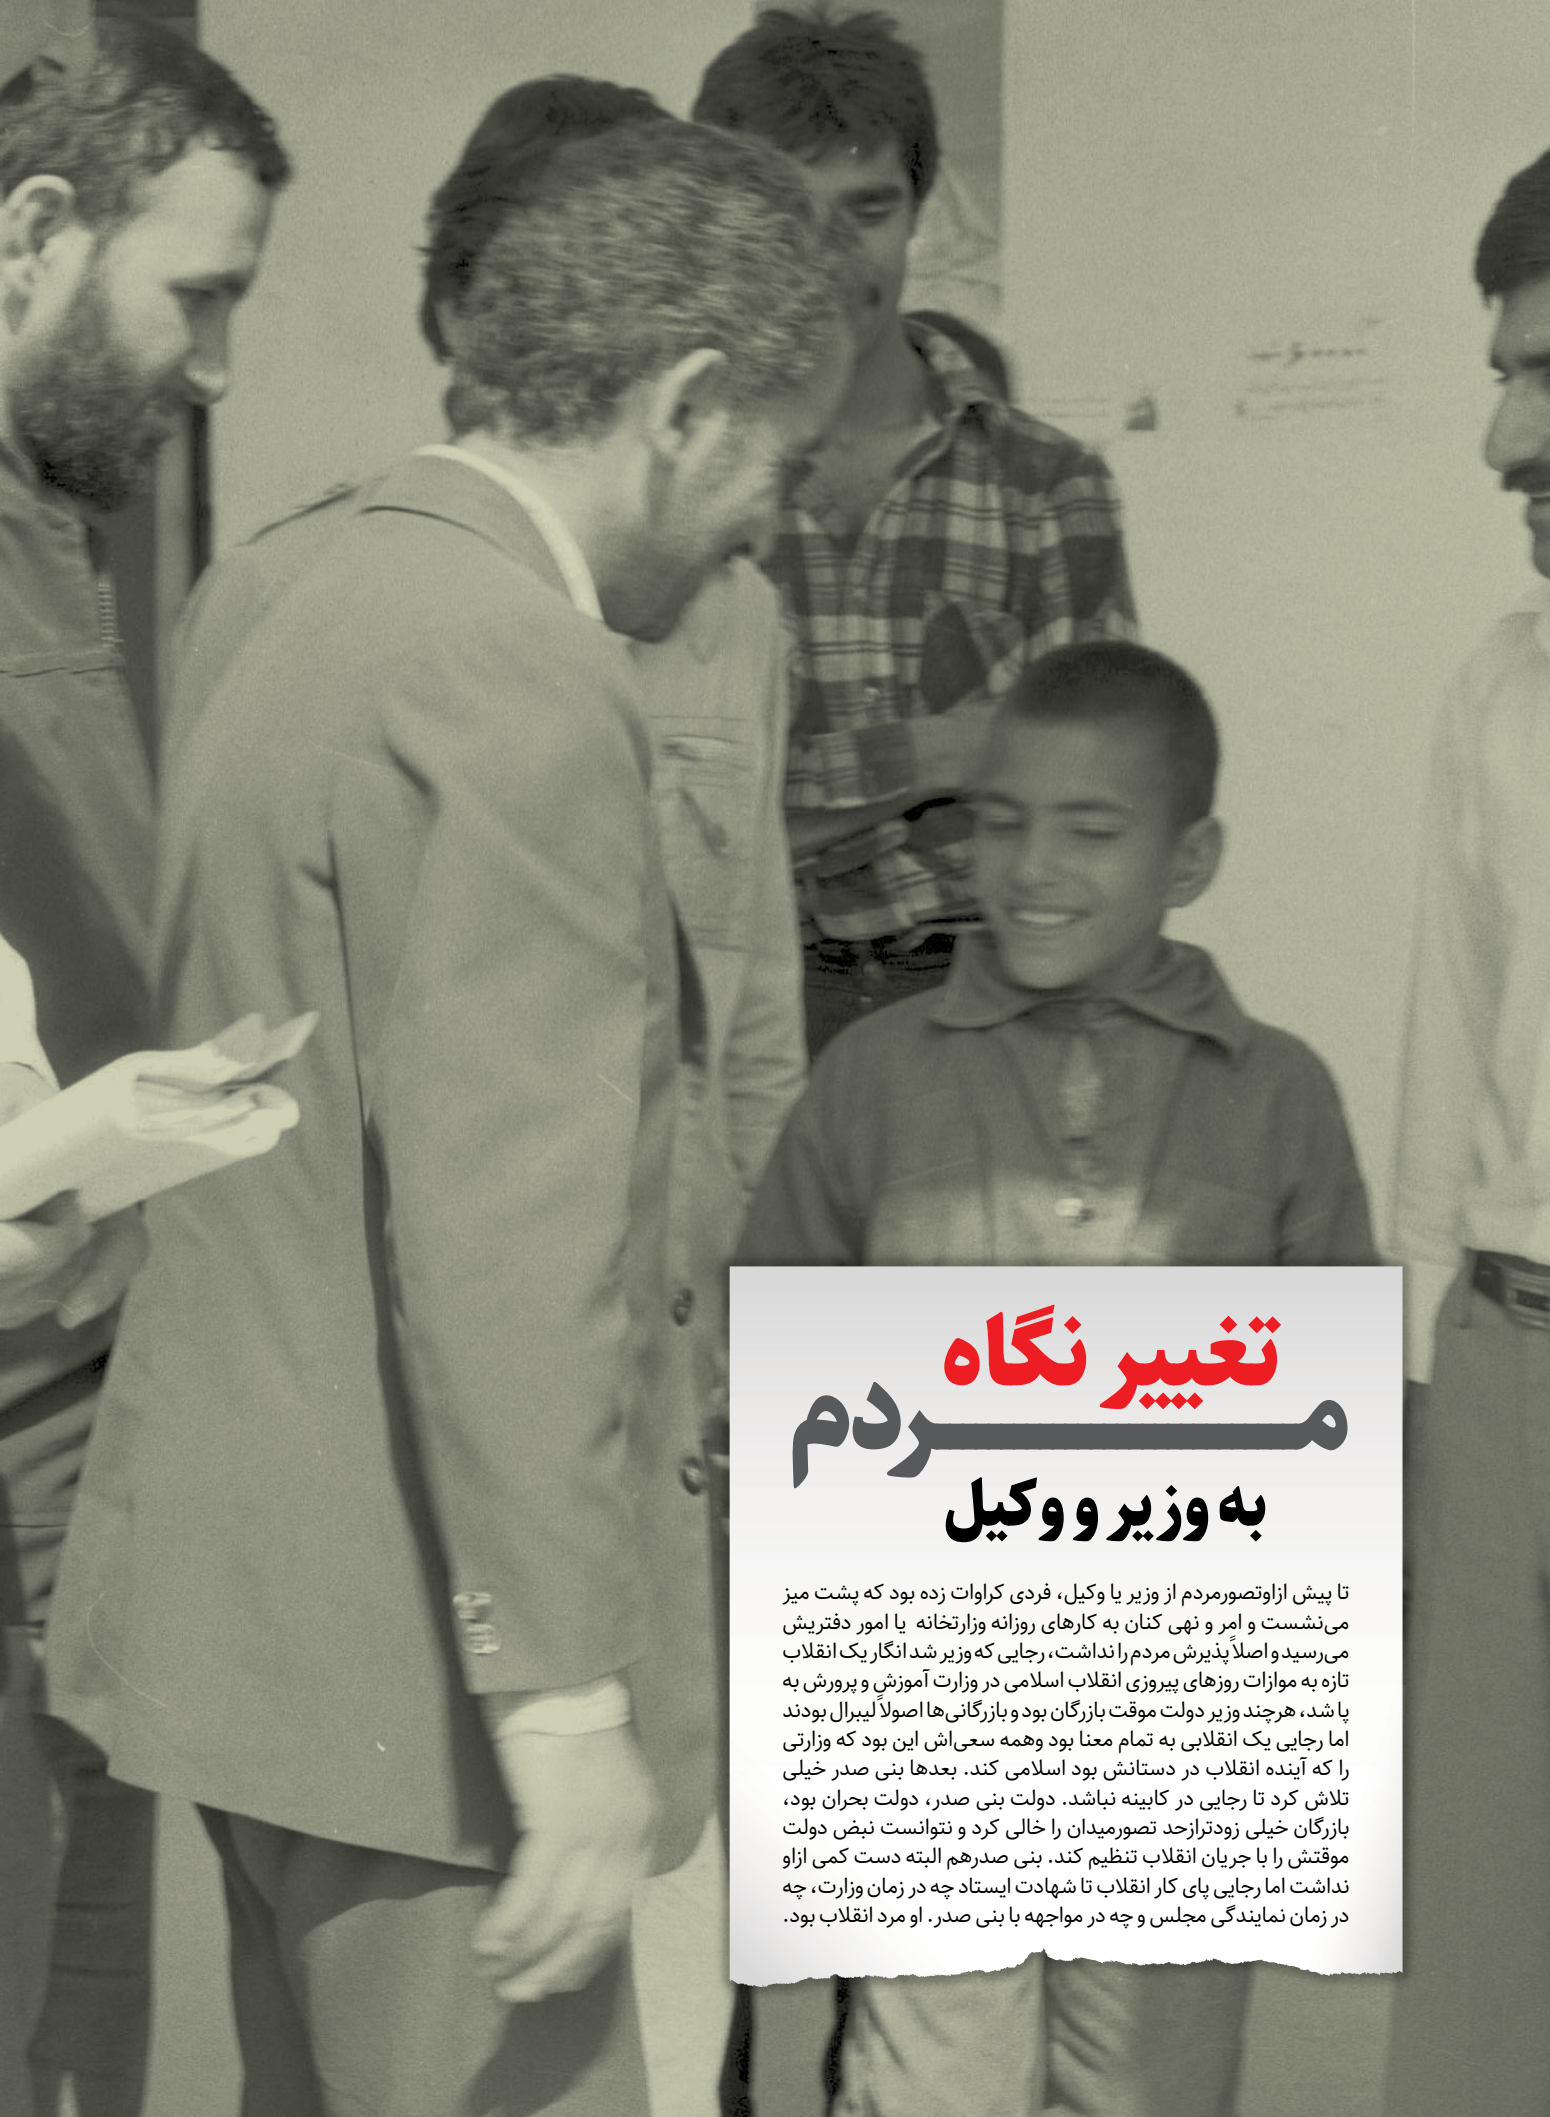 تغییر نگاه
مردم
به وزیر و وکیل
تا پیش ازاوتصورمردم از وزیر یا وکیل، فردی کراوات زده بود که پشت میز
می‌نشست و امر و نهی کنان به کارهای روزانه وزارتخانه یا امور دفتریش
می‌رسید و اصلاً پذیرش مردم را نداشت، رجایی که وزیر شد انگار یک انقلاب
تازه به موازات روزهای پیروزی انقلاب اسلامی در وزارت آموزش و پرورش به
پا شد، هرچند وزیر دولت موقت بازرگان بود و بازرگانی‌ها اصولاً لیبرال بودند
اما رجایی یک انقلابی به تمام معنا بود وهمه سعی‌اش این بود که وزارتی
را که آینده انقلاب در دستانش بود اسلامی کند. بعدها بنی صدر خیلی
تلاش کرد تا رجایی در کابینه نباشد. دولت بنی صدر، دولت بحران بود،
بازرگان خیلی زودترازحد تصورمیدان را خالی کرد و نتوانست نبض دولت
موقتش را با جریان انقلاب تنظیم کند. بنی صدرهم البته دست کمی ازاو
نداشت اما رجایی پای کار انقلاب تا شهادت ایستاد چه در زمان وزارت، چه
در زمان نمایندگی مجلس و چه در مواجهه با بنی صدر. او مرد انقلاب بود.